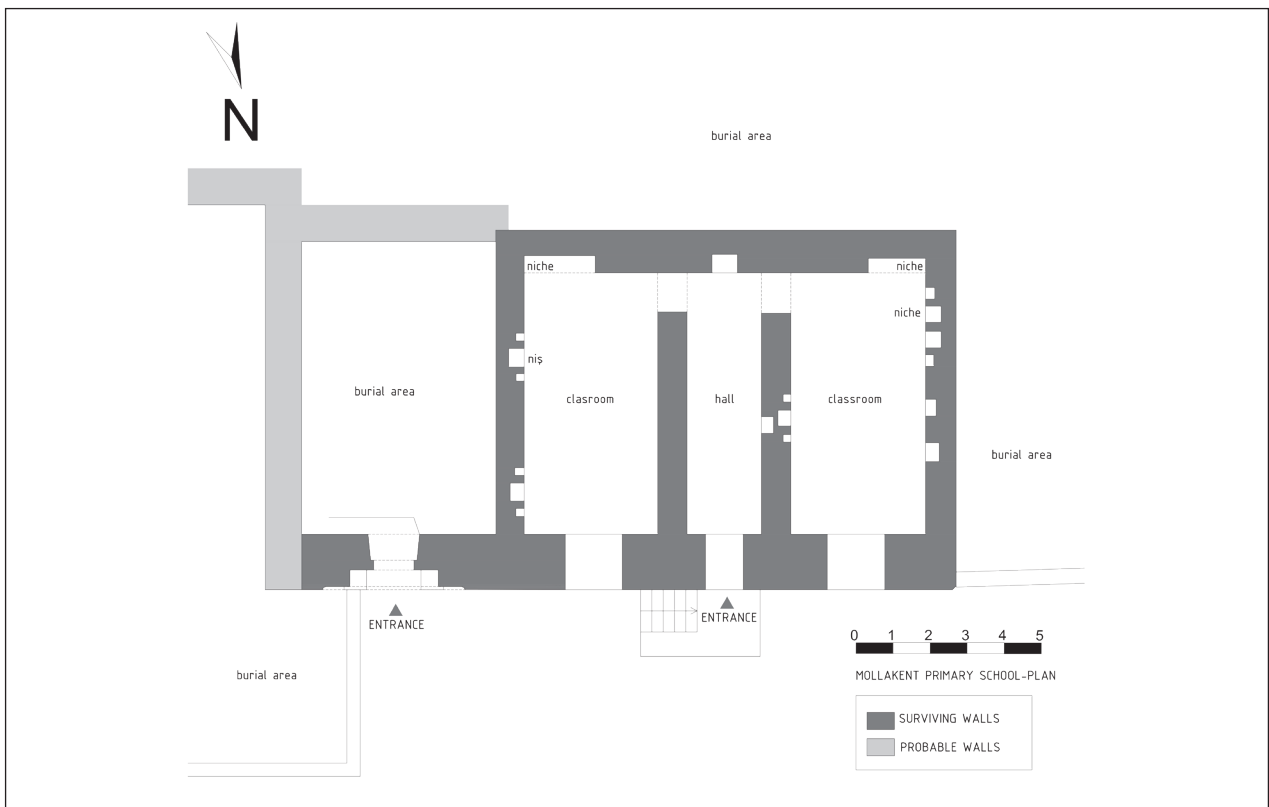 N
burial area
niche
niche
niche
niş
burial area
clasroom
hall
classroom
burial area
ENTRANCE
ENTRANCE
0 1 2 3 4 5
burial area
MOLLAKENT PRIMARY SCHOOL-PLAN
SURVIVING WALLS
PROBABLE WALLS